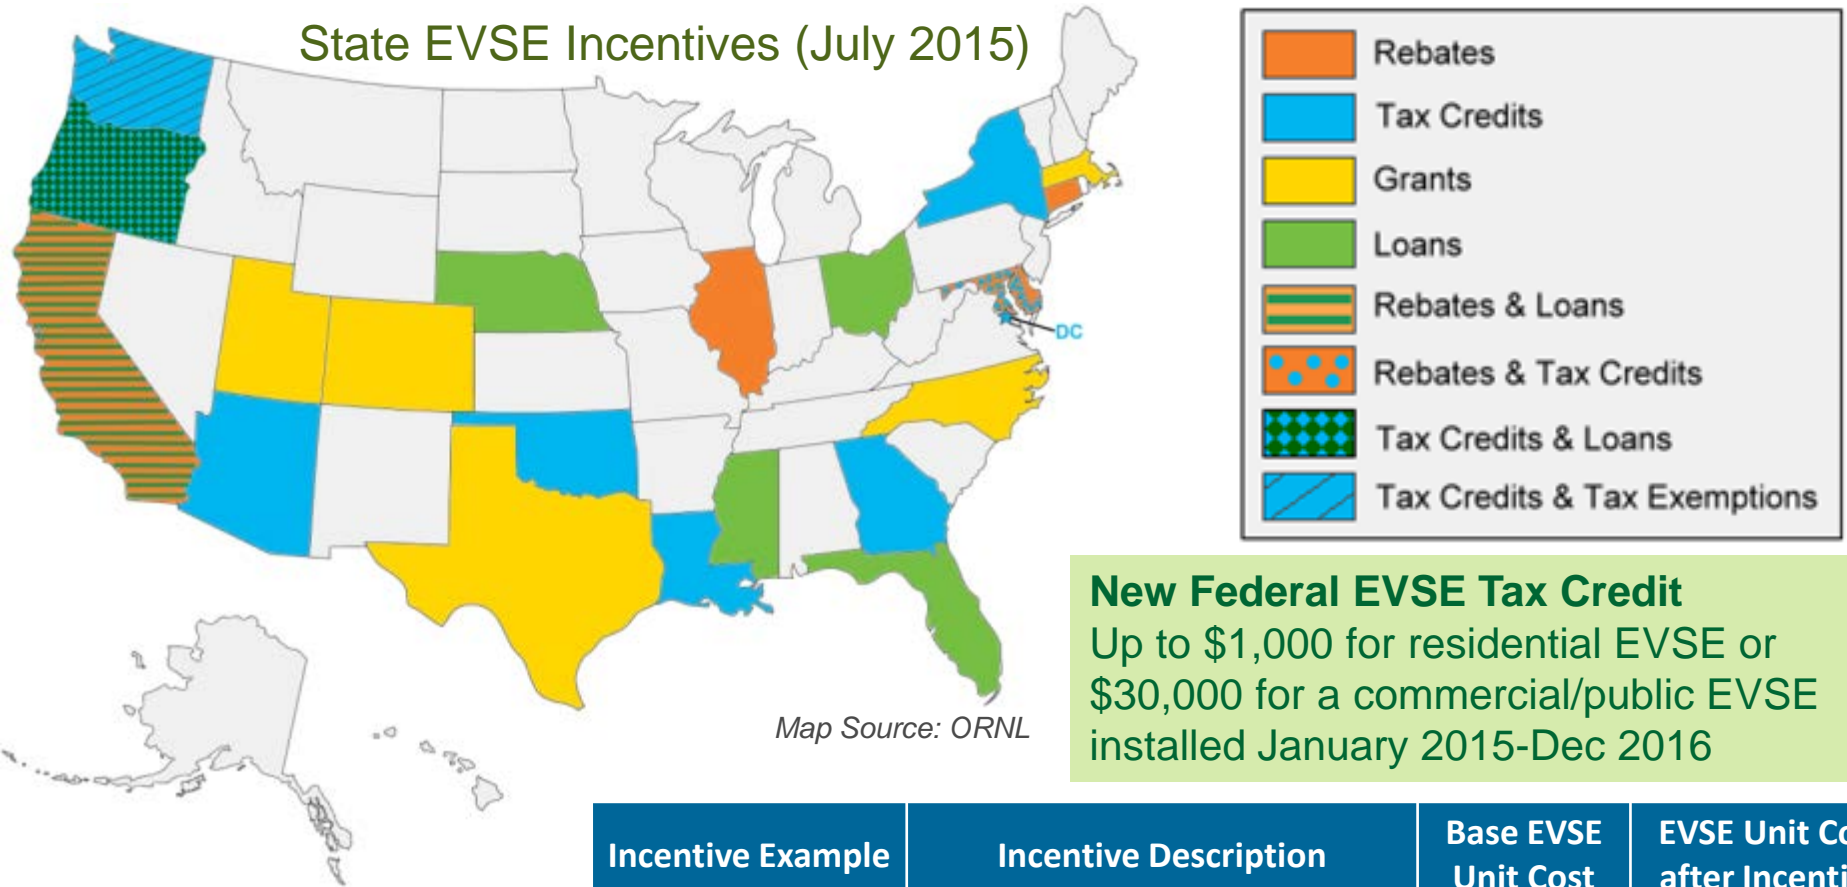 State EVSE Incentives (July 2015)
Rebates
Tax Credits
Grants
Loans
Rebates & Loans
Rebates & Tax Credits
Tax Credits & Loans
Tax Credits & Tax Exemptions
DC
New Federal EVSE Tax Credit
Up to $1,000 for residential EVSE or
$30,000 for a commercial/public EVSE
installed January 2015-Dec 2016
Map Source: ORNL
Incentive Example
Incentive Description
Base EVSE
Unit Cost
EVSE Unit
after